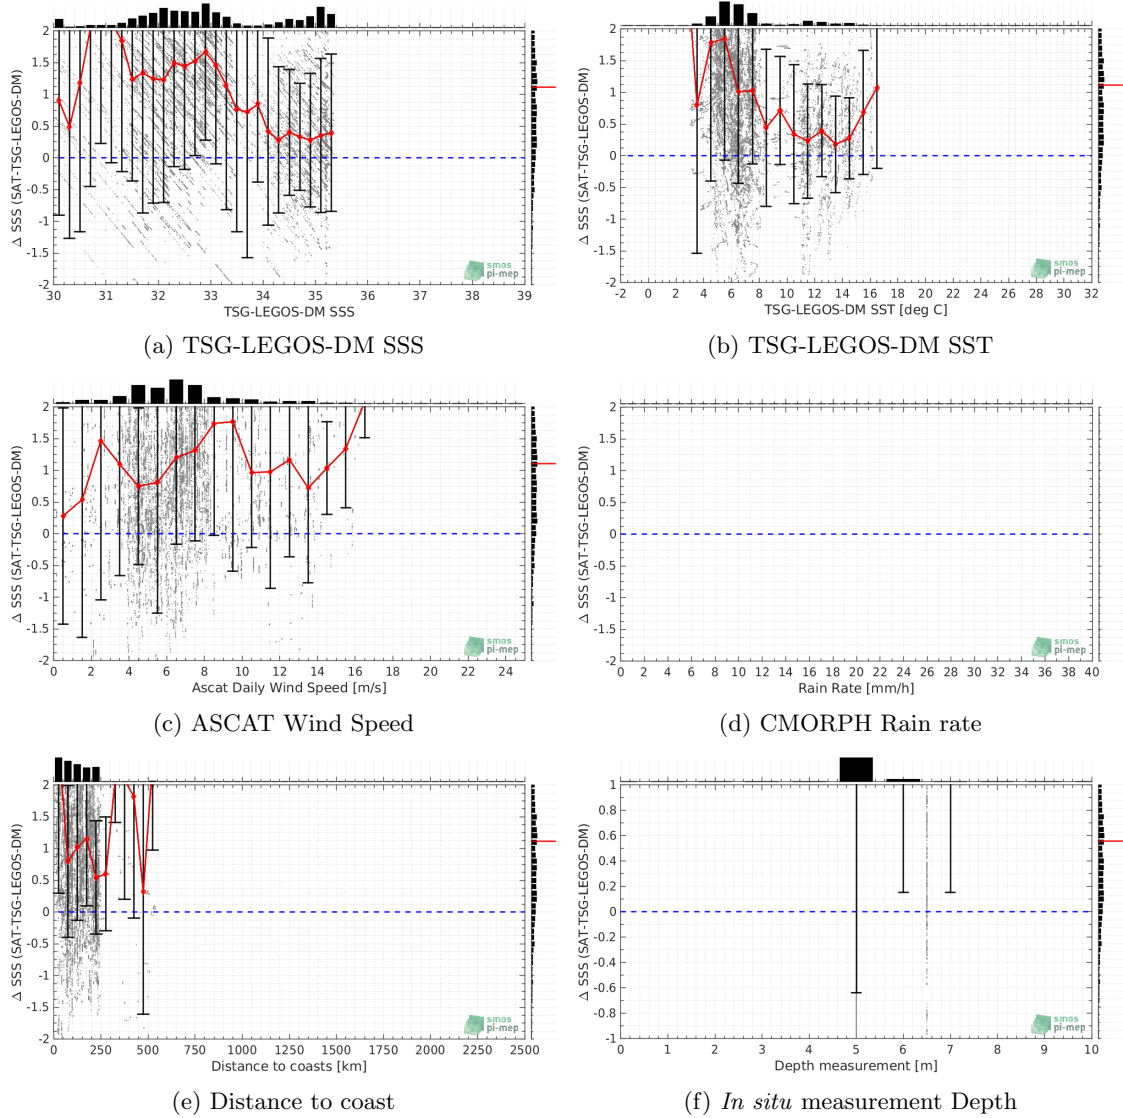 2
1.5
1
0.5
0
-0.5
-1
-1.5
-2
Δ SSS (SAT-TSG-LEGOS-DM)
30 31 32 33 34 35 36 37 38 39
TSG-LEGOS-DM SSS
smos
pi-mep
(a) TSG-LEGOS-DM SSS
2
1.5
1
0.5
0
-0.5
-1
-1.5
-2
Δ SSS (SAT-TSG-LEGOS-DM)
-2 0 2 4 6 8 10 12 14 16 18 20 22 24 26 28 30 32
TSG-LEGOS-DM SST [deg C]
smos
pi-mep
(b) TSG-LEGOS-DM SST
2
1.5
1
0.5
0
-0.5
-1
-1.5
-2
Δ SSS (SAT-TSG-LEGOS-DM)
0 2 4 6 8 10 12 14 16 18 20 22 24
Ascat Daily Wind Speed [m/s]
smos
pi-mep
(c) ASCAT Wind Speed
2
1.5
1
0.5
0
-0.5
-1
-1.5
-2
Δ SSS (SAT-TSG-LEGOS-DM)
0 2 4 6 8 10 12 14 16 18 20 22 24 26 28 30 32 34 36 38 40
Rain Rate [mm/h]
smos
pi-mep
(d) CMORPH Rain rate
2
1.5
1
0.5
0
-0.5
-1
-1.5
-2
Δ SSS (SAT-TSG-LEGOS-DM)
0 250 500 750 1000 1250 1500 1750 2000 2250 2500
Distance to coasts [km]
smos
pi-mep
(e) Distance to coast
1
0.8
0.6
0.4
0.2
0
-0.2
-0.4
-0.6
-0.8
-1
Δ SSS (SAT-TSG-LEGOS-DM)
0 1 2 3 4 5 6 7 8 9 10
Depth measurement [m]
smos
pi-mep
(f) In situ measurement Depth